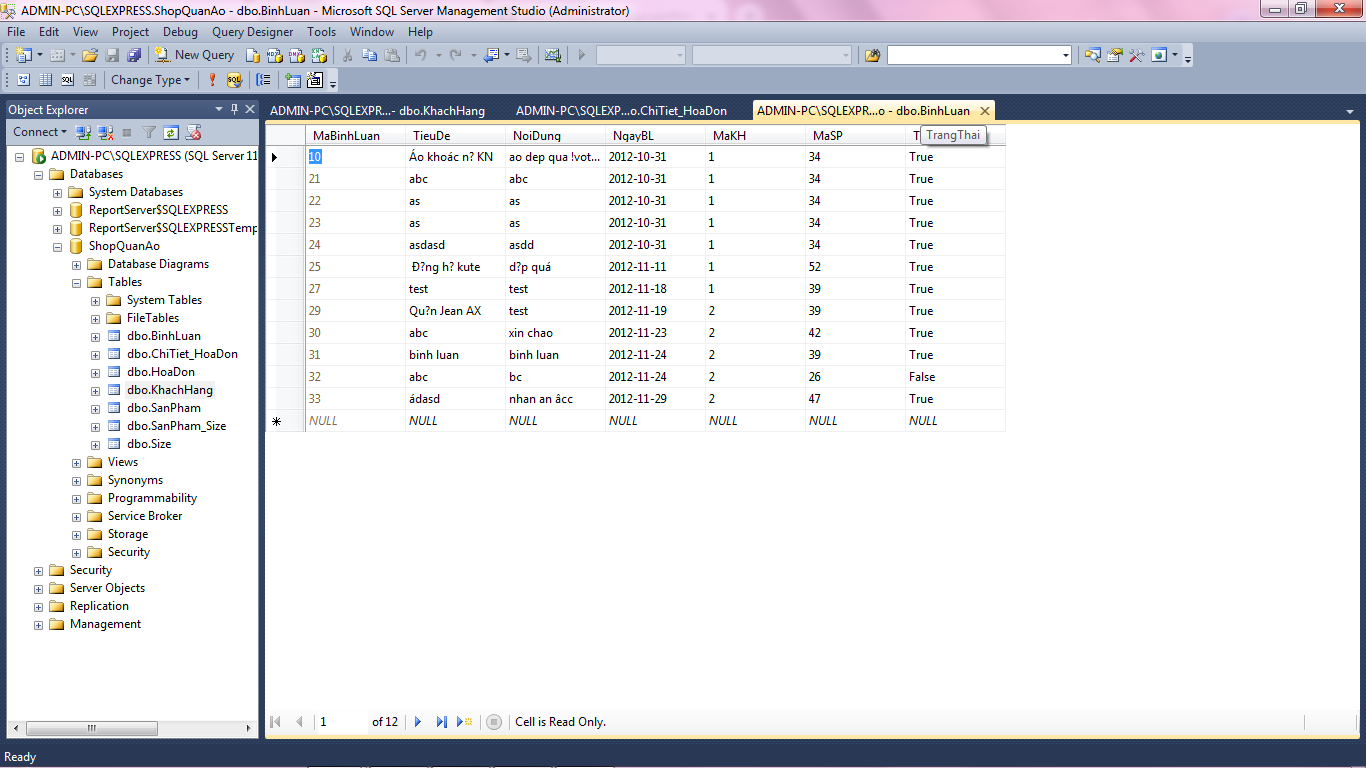 ADMIN-PC\SQLEXPRESS.ShopQuanAo - dbo.BinhLuan - Microsoft SQL Server Management Studio (Administrator)
File Edit View Project Debug Query Designer Tools Window Help
New Query
Change Type
Object Explorer
Connect
ADMIN-PC\SQLEXPRESS (SQL Server 11
Databases
System Databases
ReportServer$SQLEXPRESS
ReportServer$SQLEXPRESSTemp
ShopQuanAo
Database Diagrams
Tables
System Tables
FileTables
dbo.BinhLuan
dbo.ChiTiet_HoaDon
dbo.HoaDon
dbo.KhachHang
dbo.SanPham
dbo.SanPham_Size
dbo.Size
Views
Synonyms
Programmability
Service Broker
Storage
Security
Security
Server Objects
Replication
Management
ADMIN-PC\SQLEXPR...- dbo.KhachHang ADMIN-PC\SQLEXP...o.ChiTiet_HoaDon ADMIN-PC\SQLEXPR...o - dbo.BinhLuan
MaBinhLuan TieuDe NoiDung NgayBL MaKH MaSP T
TrangThai
10 Áo khoác n? KN ao dep qua !vot... 2012-10-31 1 34 True
21 abc abc 2012-10-31 1 34 True
22 as as 2012-10-31 1 34 True
23 as as 2012-10-31 1 34 True
24 asdasd asdd 2012-10-31 1 34 True
25 Đ?ng h? kute d?p quá 2012-11-11 1 52 True
27 test test 2012-11-18 1 39 True
29 Qu?n Jean AX test 2012-11-19 2 39 True
30 abc xin chao 2012-11-23 2 42 True
31 binh luan binh luan 2012-11-24 2 39 True
32 abc bc 2012-11-24 2 26 False
33 ádasd nhan an âcc 2012-11-29 2 47 True
NULL NULL NULL NULL NULL NULL NULL
1 of 12 Cell is Read Only.
Ready